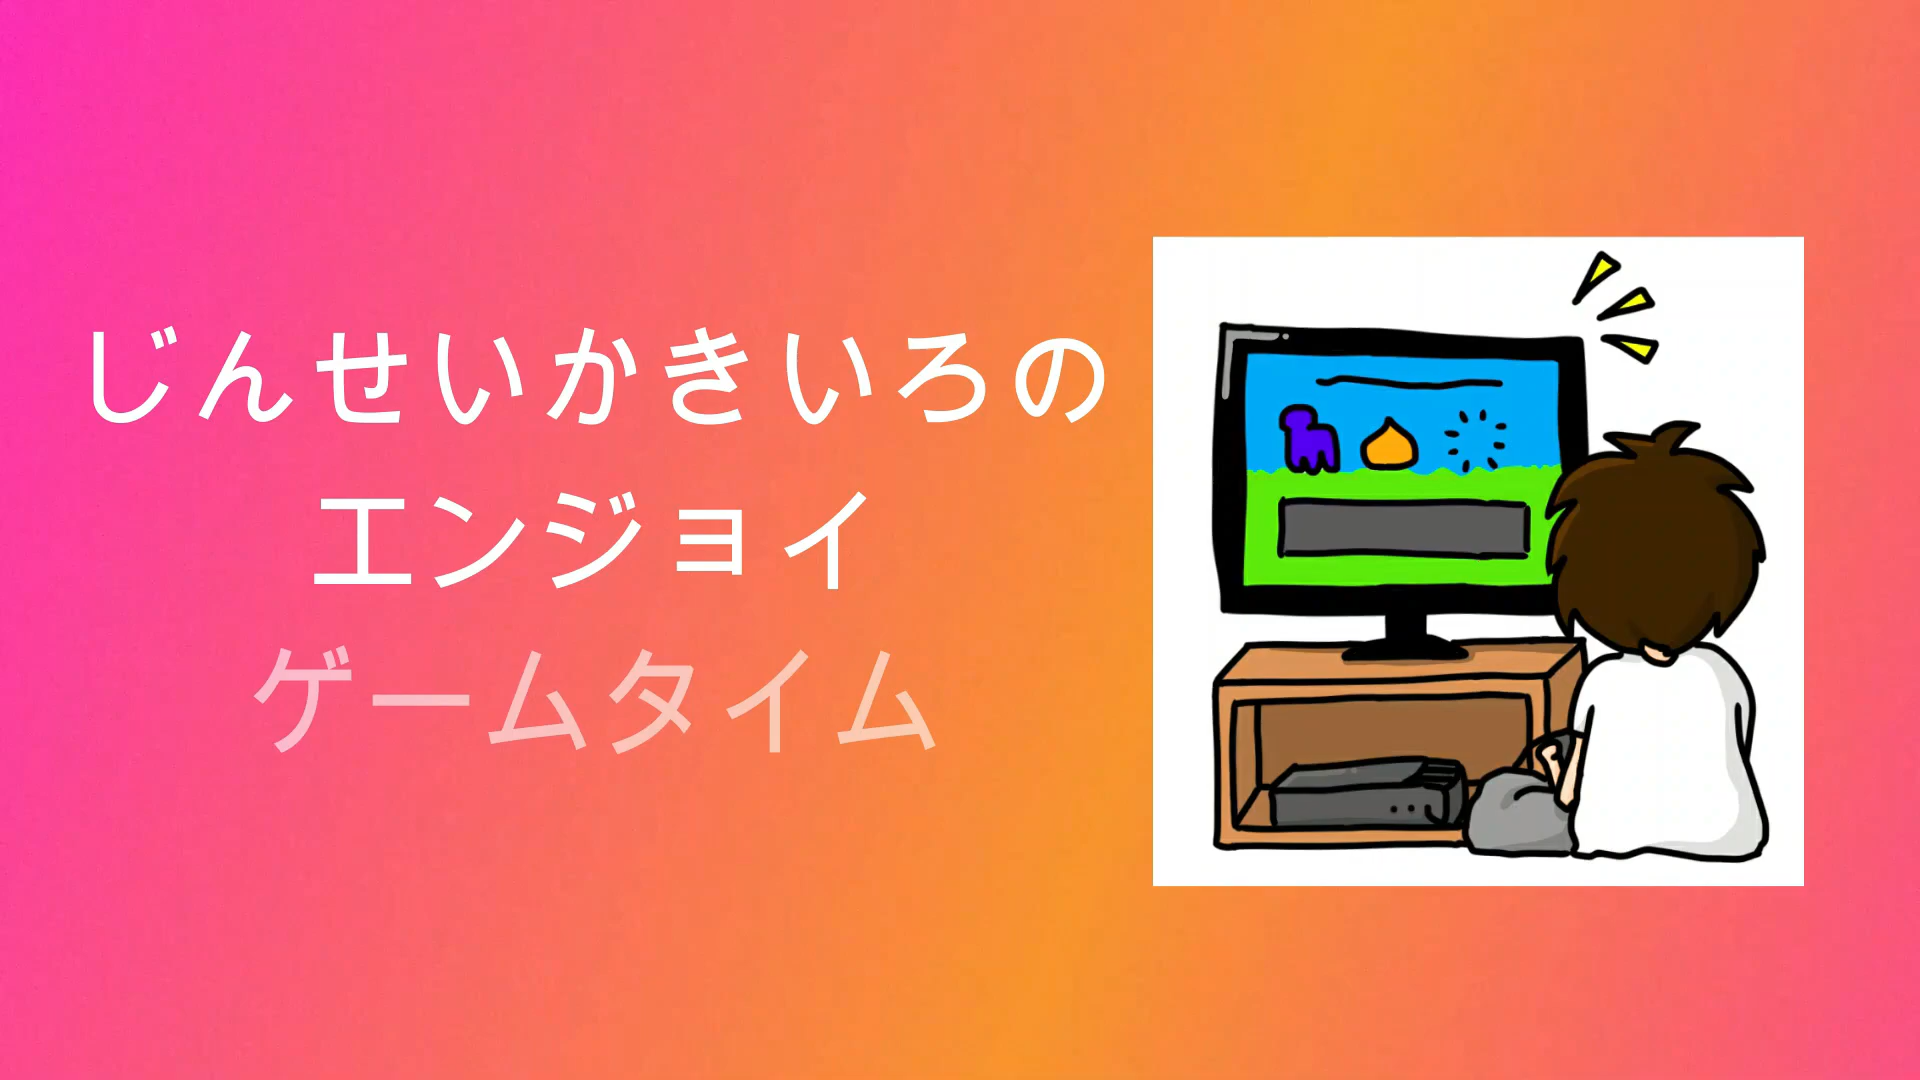 じんせいかきいろの
エンジョイ
ゲームタイム